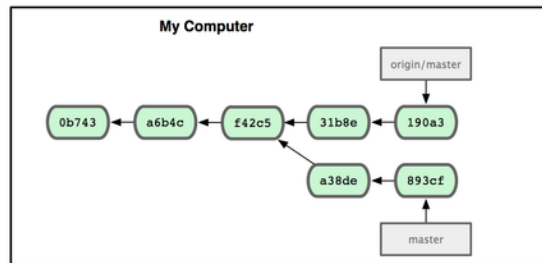 My Computer
origin/master
0b743 a6b4c f42c5 31b8e 190a3
a38de 893cf
master